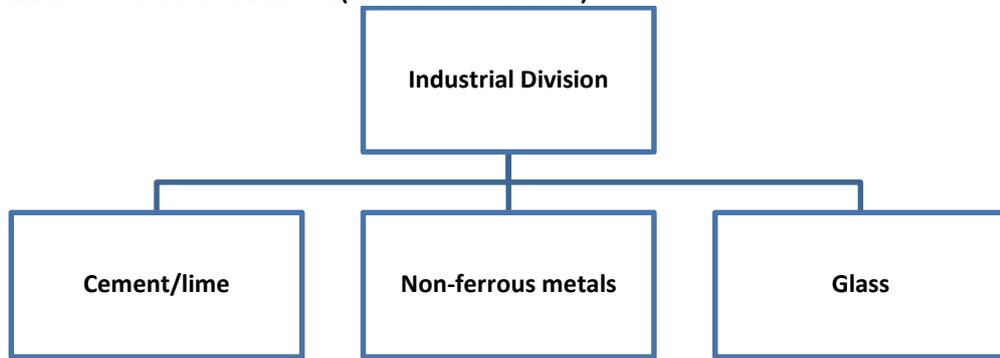 Industrial Division
Cement/lime
Non-ferrous metals
Glass